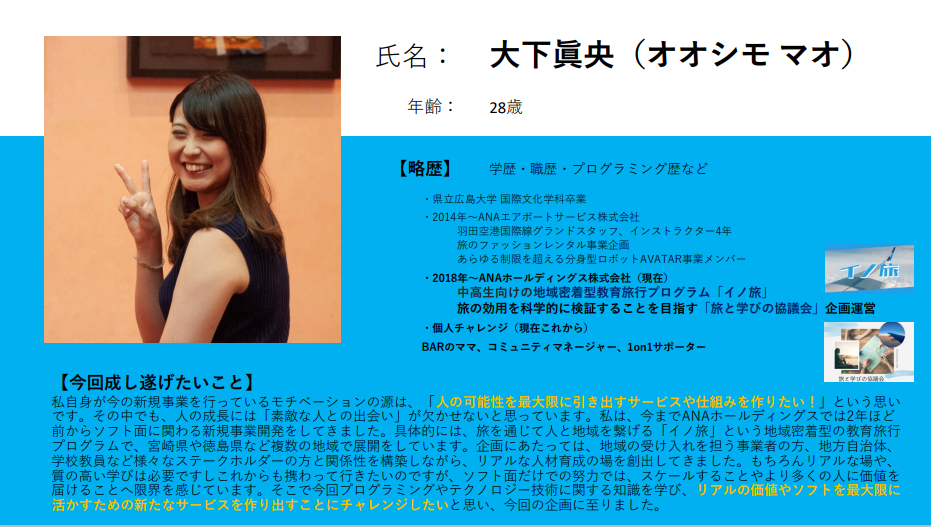 氏名： 大下眞央（オオシモ マオ）
年齢： 28歳
【略歴】 学歴・職歴・プログラミング歴など
・県立広島大学 国際文化学科卒業
・2014年～ANAエアポートサービス株式会社
羽田空港国際線グランドスタッフ、インストラクター4年
旅のファッションレンタル事業企画
あらゆる制限を超える分身型ロボットAVATAR事業メンバー
・2018年～ANAホールディングス株式会社（現在）
中高生向けの地域密着型教育旅行プログラム「イノ旅」
旅の効用を科学的に検証することを目指す「旅と学びの協議会」企画運営
・個人チャレンジ（現在これから）
BARのママ、コミュニティマネージャー、1on1サポーター
イノ旅
旅と学びの協議会
【今回成し遂げたいこと】
私自身が今の新規事業を行っているモチベーションの源は、「人の可能性を最大限に引き出すサービスや仕組みを作りたい！」という思い
です。その中でも、人の成長には「素敵な人との出会い」が欠かせないと思っています。私は、今までANAホールディングスでは2年ほど
前からソフト面に関わる新規事業開発をしてきました。具体的には、旅を通じて人と地域を繋げる「イノ旅」という地域密着型の教育旅行
プログラムで、宮崎県や徳島県など複数の地域で展開をしています。企画にあたっては、地域の受け入れを担う事業者の方、地方自治体、
学校教員など様々なステークホルダーの方と関係性を構築しながら、リアルな人材育成の場を創出してきました。もちろんリアルな場や、
質の高い学びは必要ですしこれからも携わって行きたいのですが、ソフト面だけでの努力では、スケールすることやより多くの人に価値を
届けることへ限界を感じています。そこで今回プログラミングやテクノロジー技術に関する知識を学び、リアルの価値やソフトを最大限に
活かすための新たなサービスを作り出すことにチャレンジしたいと思い、今回の企画に至りました。